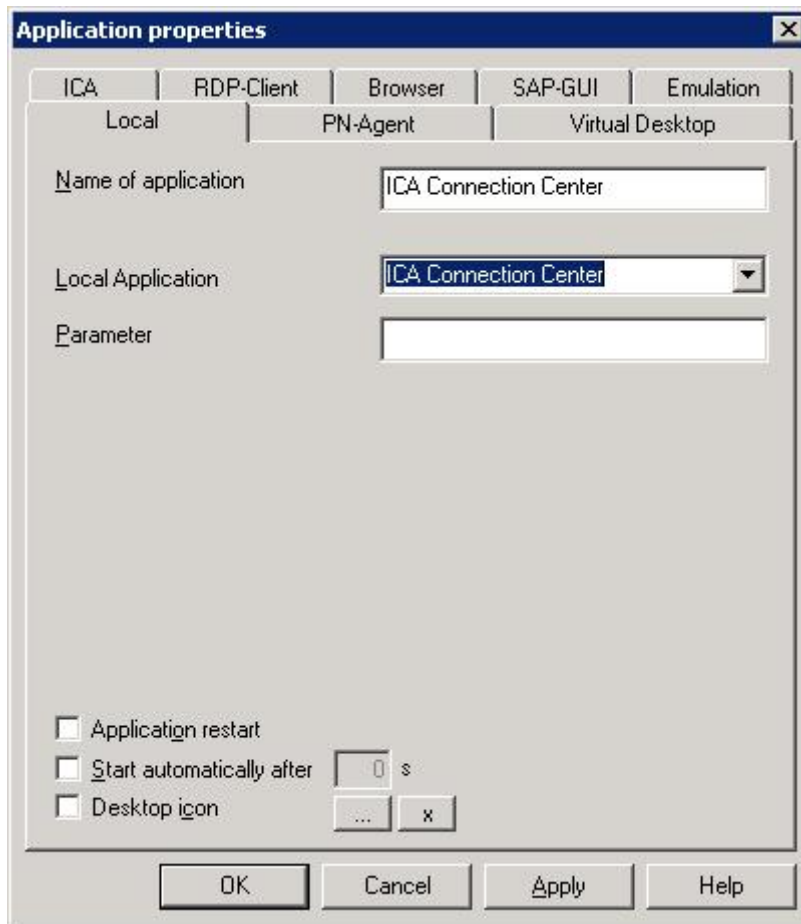 Application properties
ICA RDP-Client Browser SAP-GUI Emulation
Local PN-Agent Virtual Desktop
Name of application ICA Connection Center
Local Application ICA Connection Center
Parameter
Application restart
Start automatically after 0 s
Desktop icon ... x
OK Cancel Apply Help